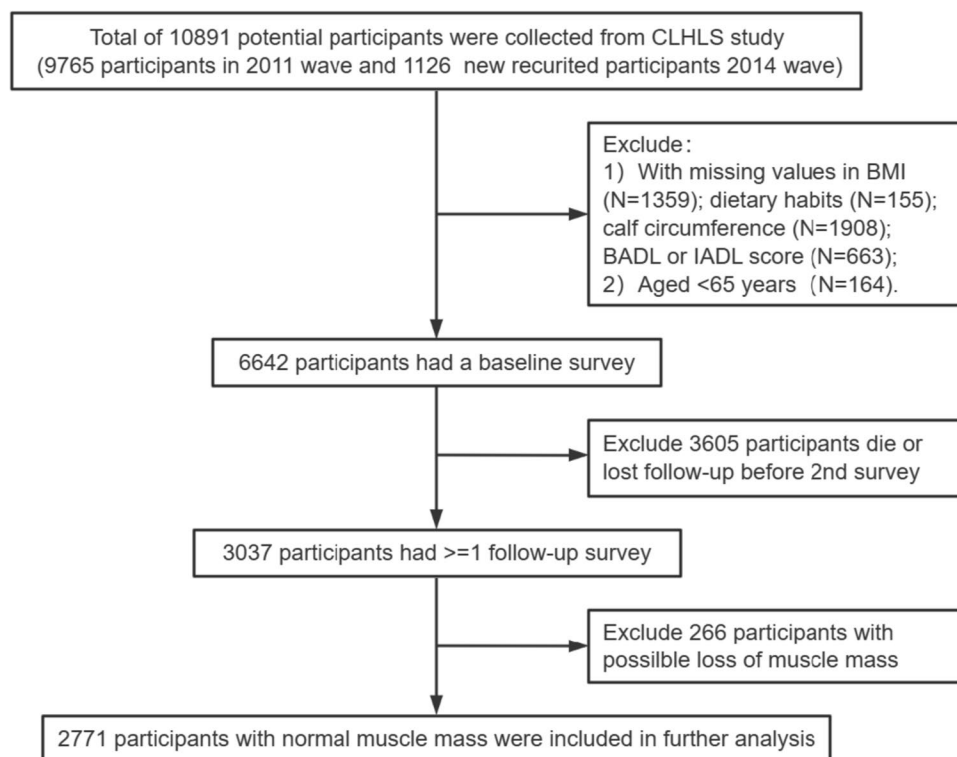 Total of 10891 potential participants were collected from CLHLS study
(9765 participants in 2011 wave and 1126 new recurited participants 2014 wave)
Exclude：
1）With missing values in BMI
(N=1359); dietary habits (N=155);
calf circumference (N=1908);
BADL or IADL score (N=663);
2）Aged <65 years（N=164).
6642 participants had a baseline survey
Exclude 3605 participants die or
lost follow-up before 2nd survey
3037 participants had >=1 follow-up survey
Exclude 266 participants with
possilble loss of muscle mass
2771 participants with normal muscle mass were included in further analysis